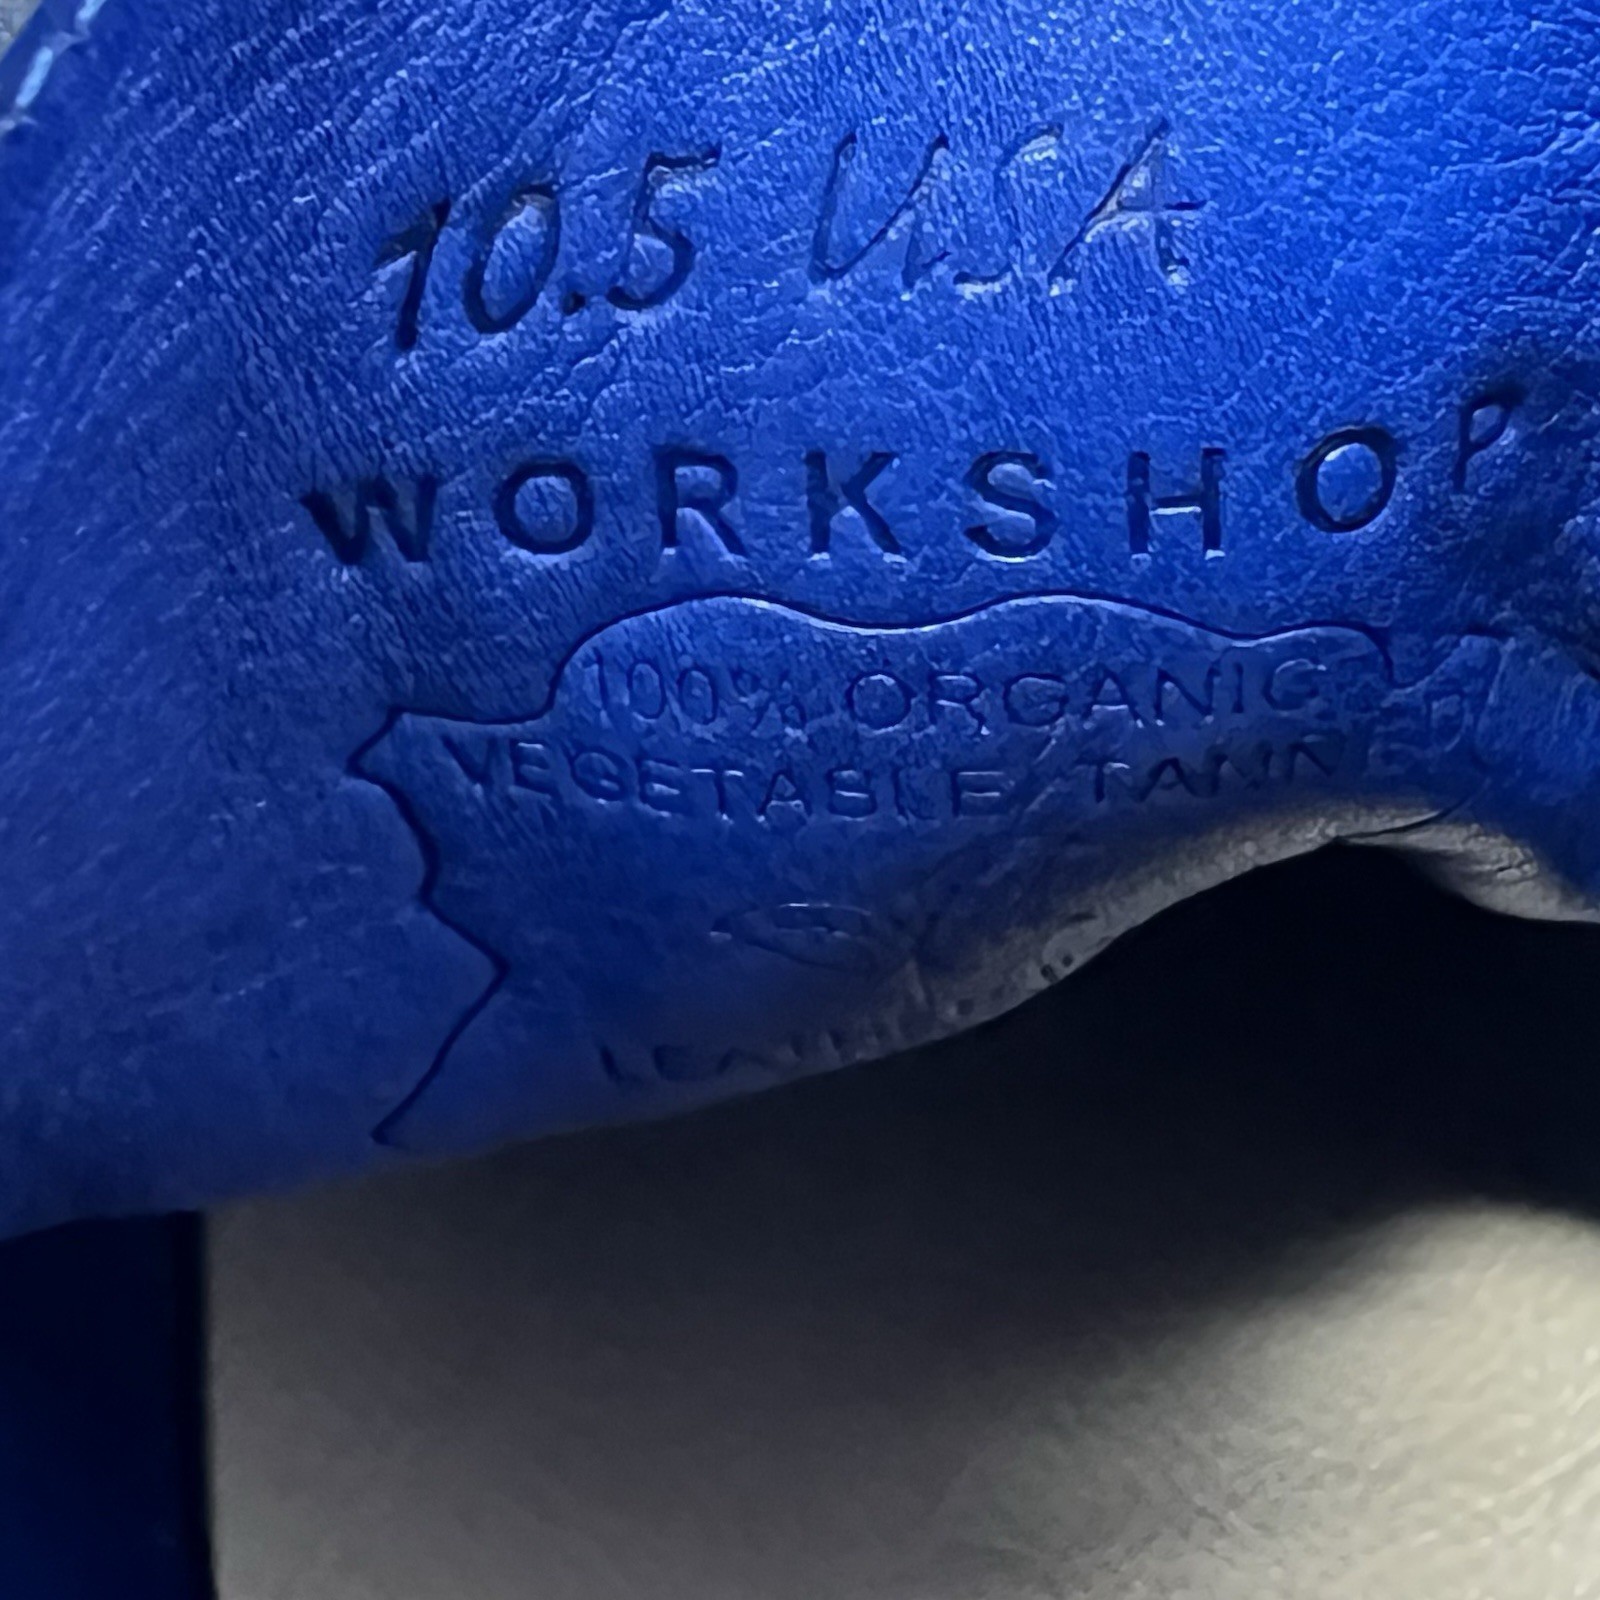 10.5 USA
WORKSHOP
100% ORGANIC
VEGETABLE TANNED